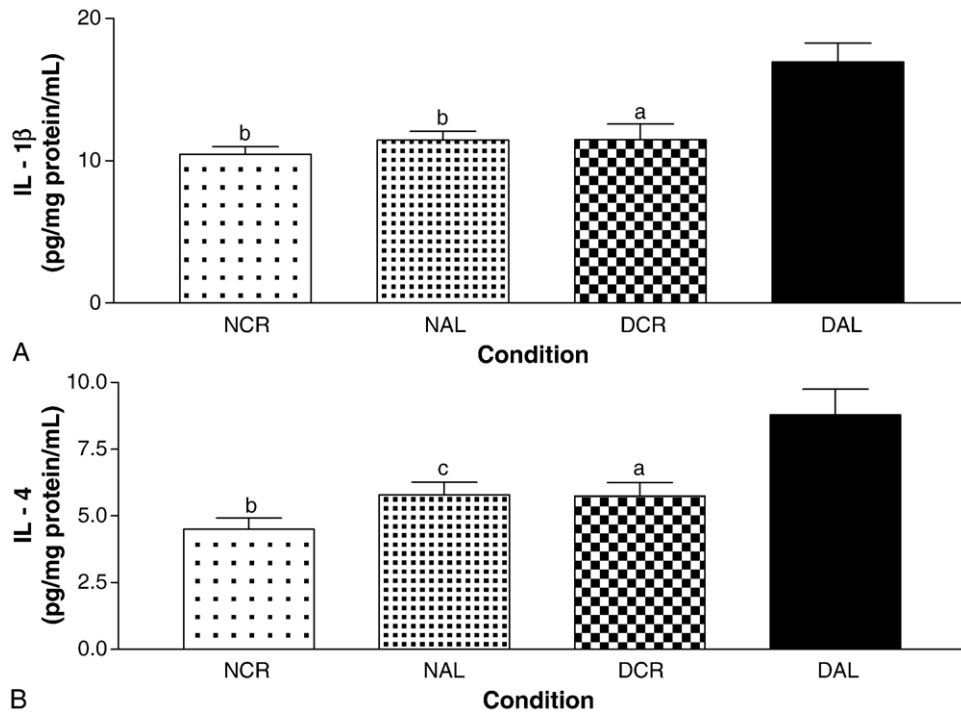 20
10
0
IL - 1β
(pg/mg protein/mL)
b
b
a
NCR NAL DCR DAL
A
Condition
10.0
7.5
5.0
2.5
0.0
IL - 4
(pg/mg protein/mL)
b
c
a
NCR NAL DCR DAL
B
Condition